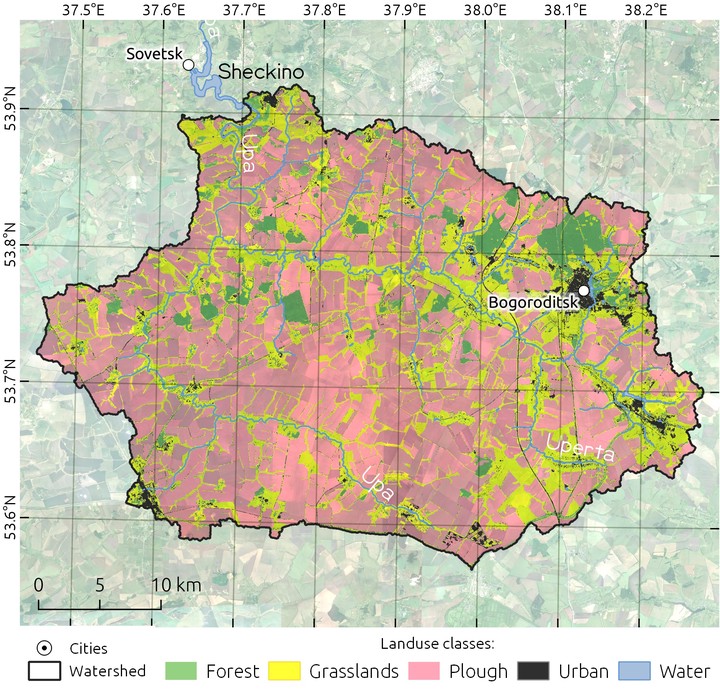 37.5°E 37.6°E 37.7°E 37.8°E 37.9°E 38.0°E 38.1°E 38.2°E
Sovetsk
Sheckino
53.9°N
Upa
53.8°N
Bogoroditsk
53.7°N
Uperta
Upa
53.6°N
0 5 10 km
Cities
Landuse classes:
Watershed Forest Grasslands Plough Urban Water